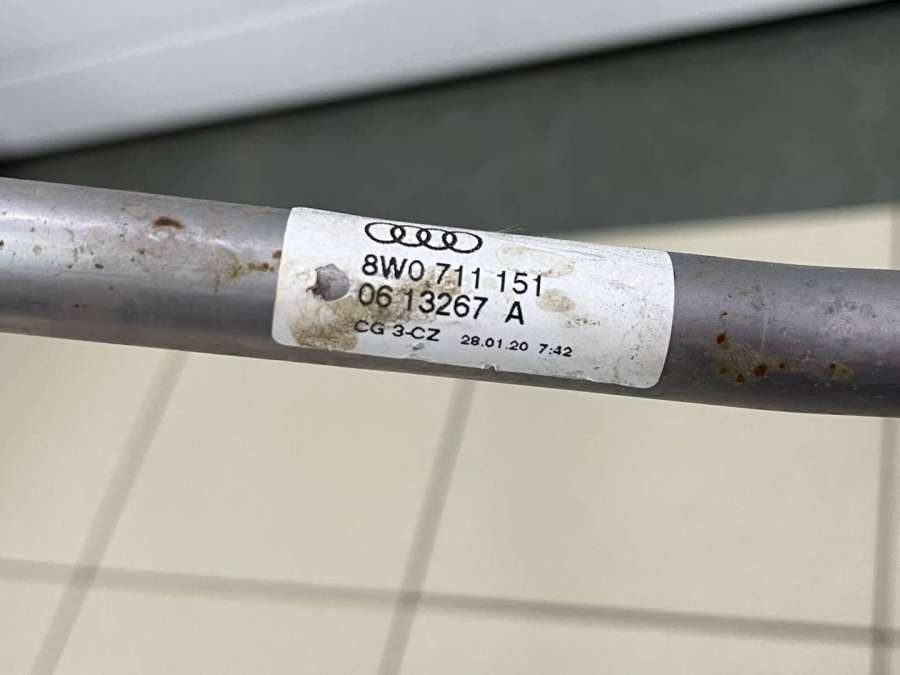 8W0 711 151
06 13267 A
CG 3-CZ 28.01.20 7:42